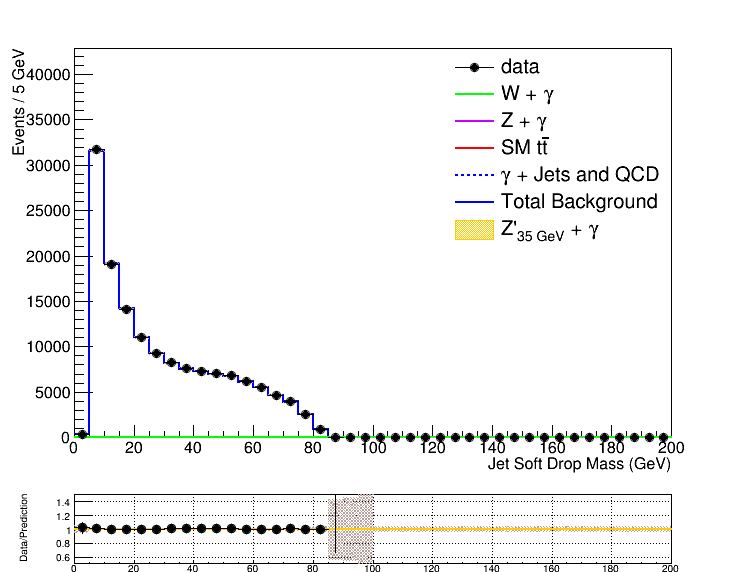 Events / 5 GeV
40000
35000
30000
25000
20000
15000
10000
5000
0
data
W + γ
Z + γ
SM tt̄
γ + Jets and QCD
Total Background
Z'35 GeV + γ
0 20 40 60 80 100 120 140 160 180 200
Jet Soft Drop Mass (GeV)
Data/Prediction
1.4
1.2
1
0.8
0.6
0 20 40 60 80 100 120 140 160 180 200